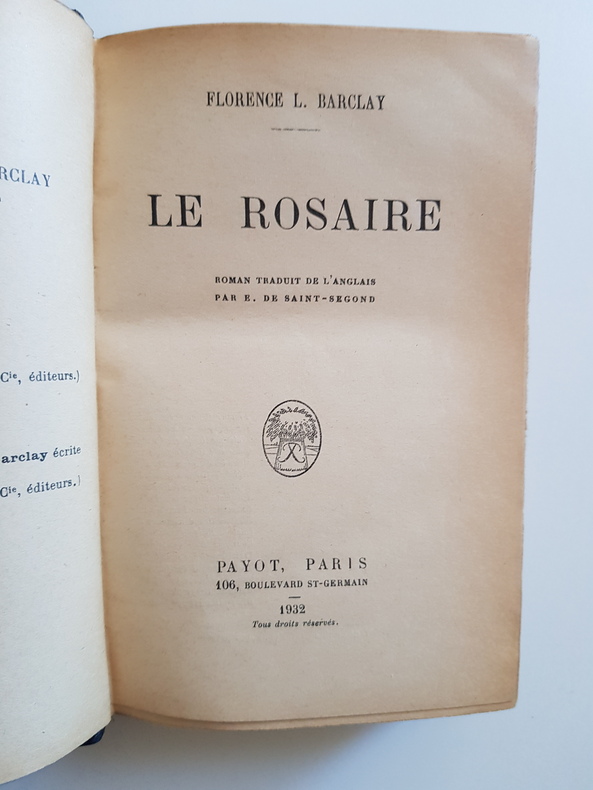 RCLAY
Cie, éditeurs.)
arclay écrite
Cie, éditeurs.)
FLORENCE L. BARCLAY
LE ROSAIRE
ROMAN TRADUIT DE L'ANGLAIS
PAR E. DE SAINT-SEGOND
PAYOT, PARIS
106, BOULEVARD ST-GERMAIN
1932
Tous droits réservés.